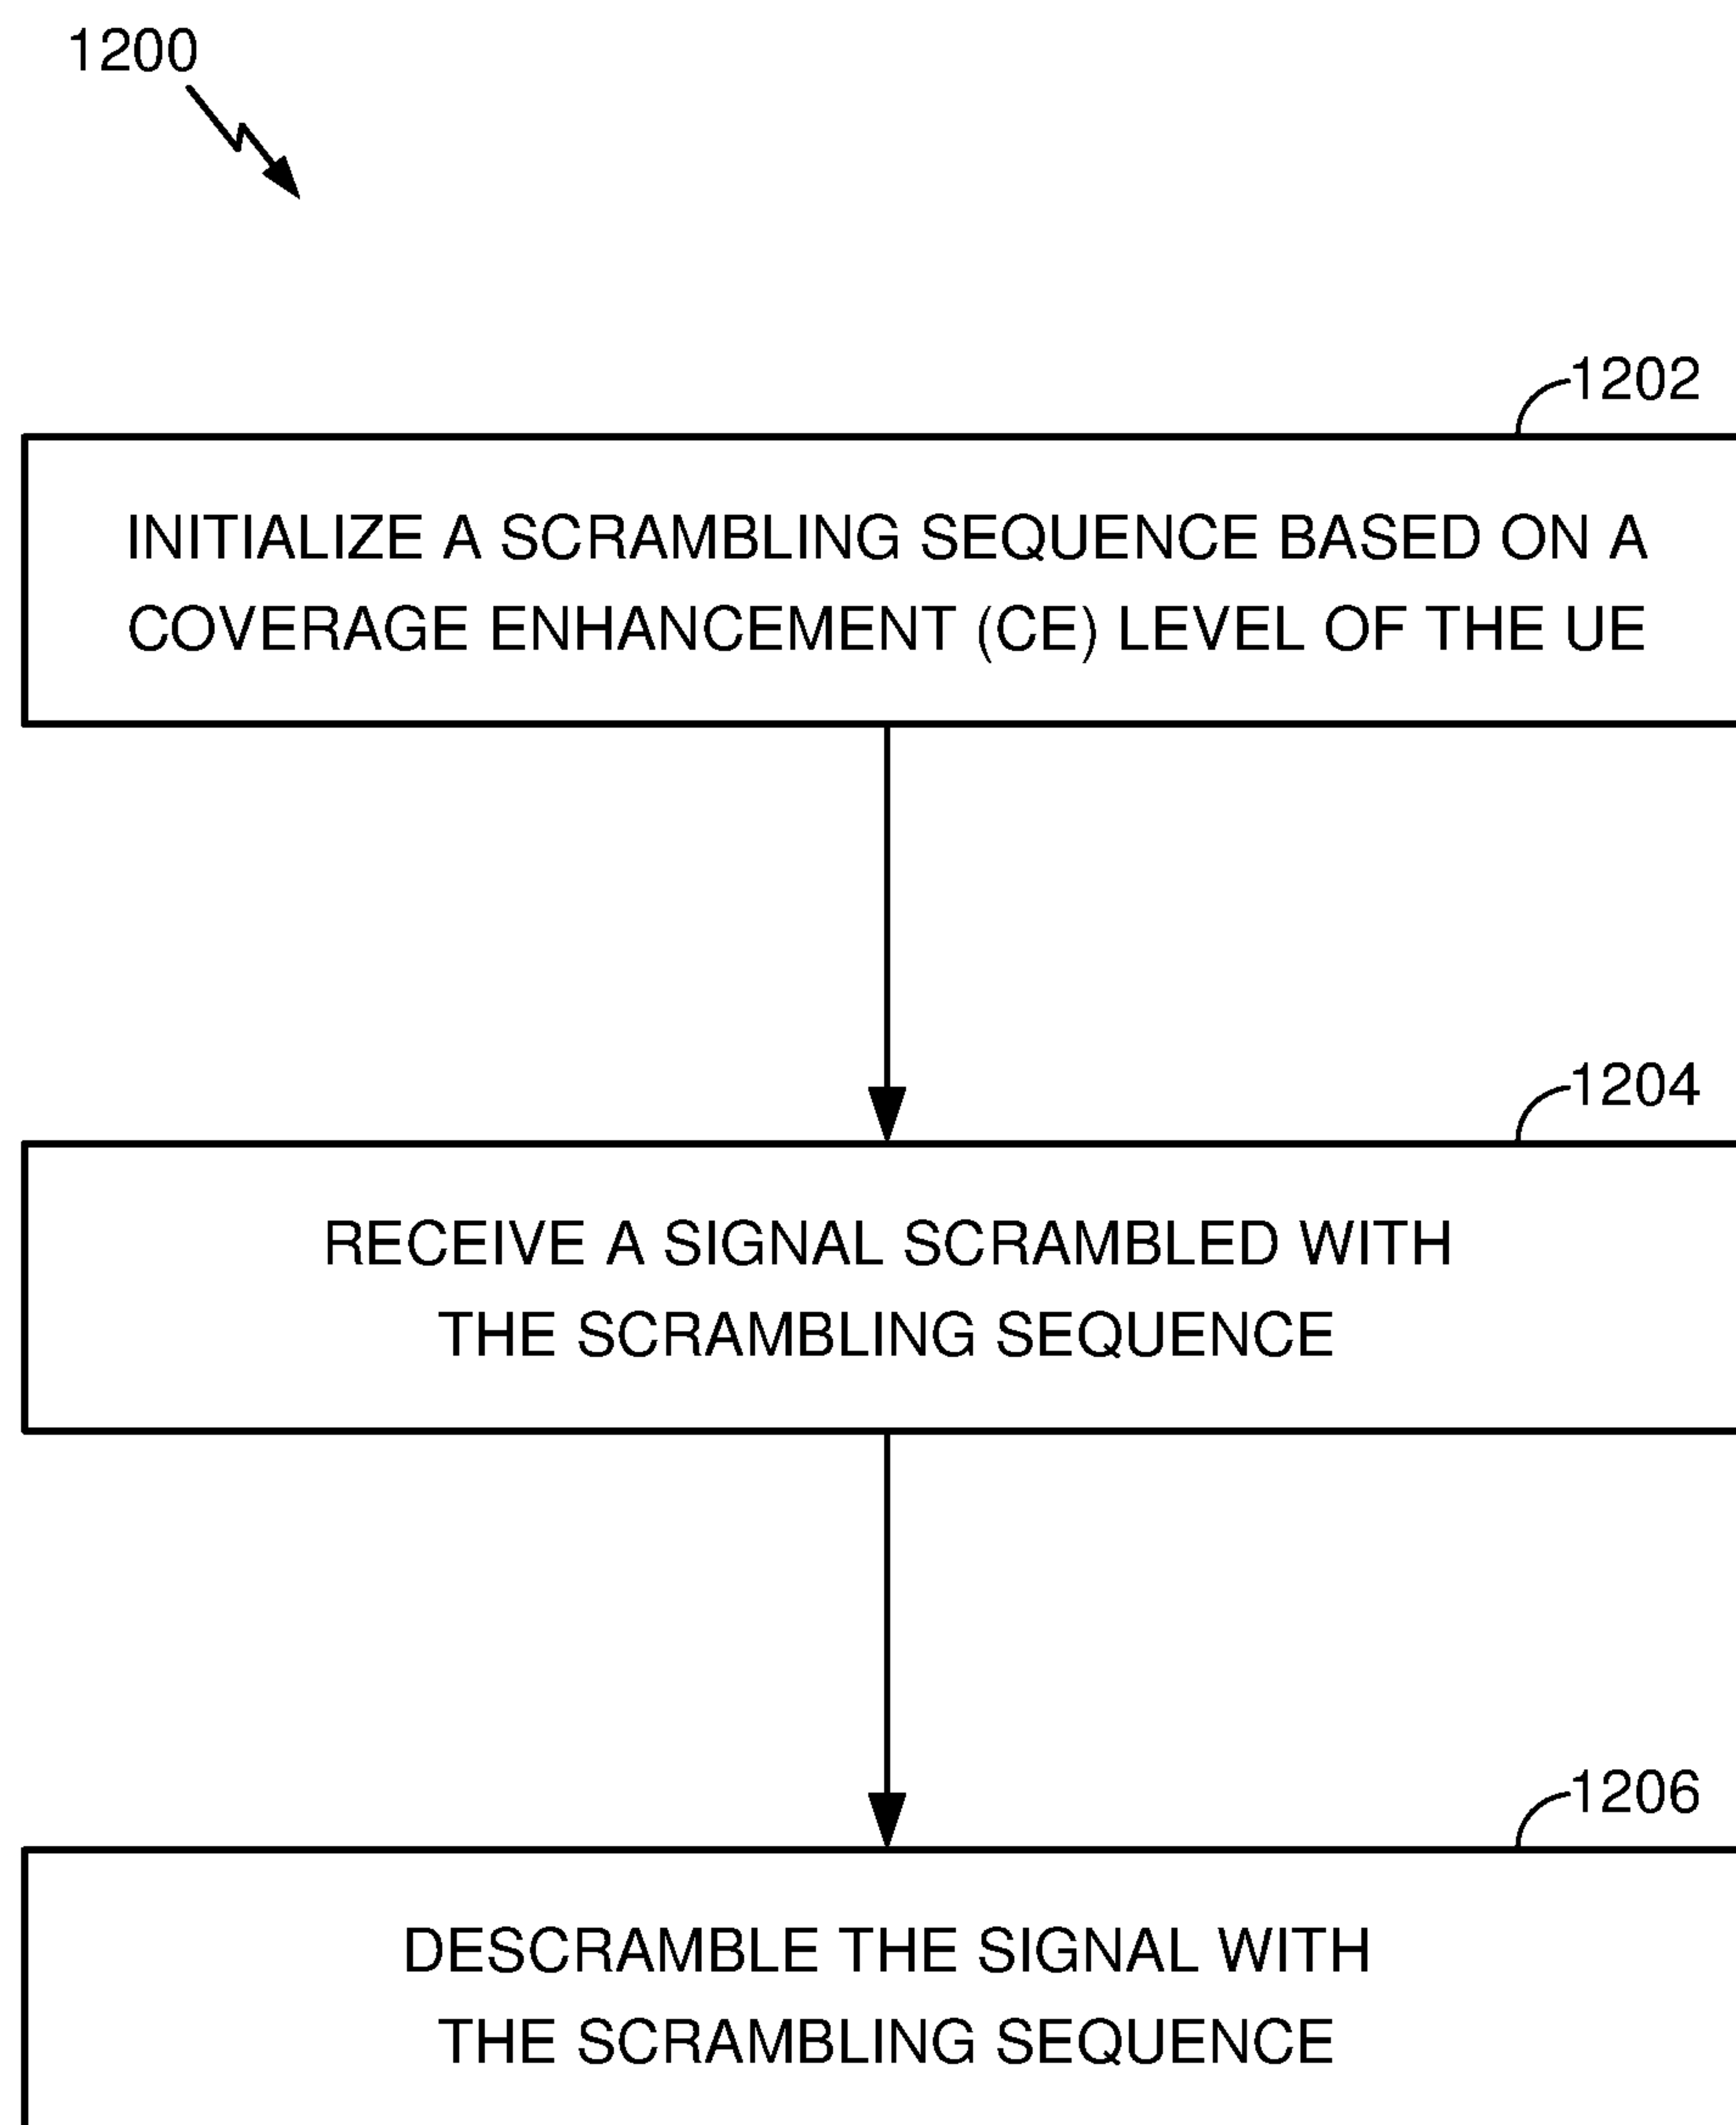 1200
1202
INITIALIZE A SCRAMBLING SEQUENCE BASED ON A
COVERAGE ENHANCEMENT (CE) LEVEL OF THE UE
1204
RECEIVE A SIGNAL SCRAMBLED WITH
THE SCRAMBLING SEQUENCE
1206
DESCRAMBLE THE SIGNAL WITH
THE SCRAMBLING SEQUENCE